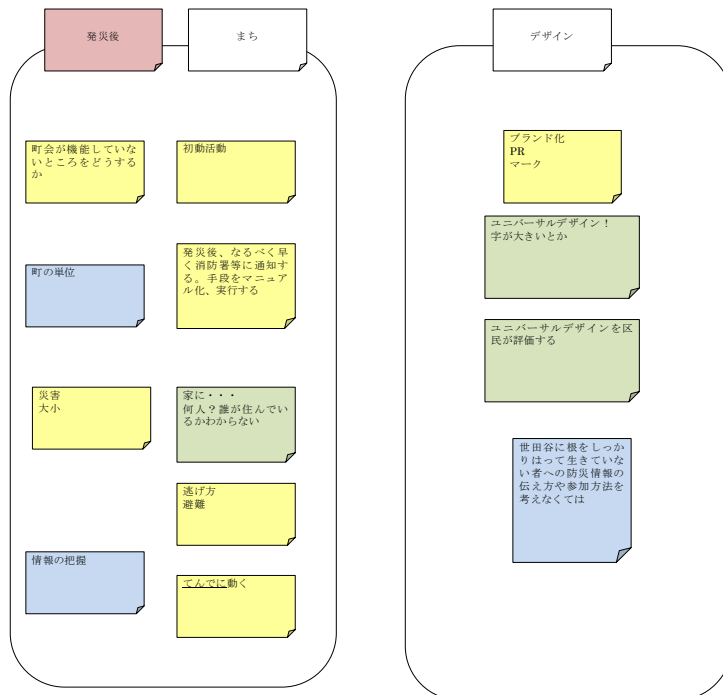 発災後
まち
町会が機能していな
いところをどうする
か
初動活動
町の単位
発災後、なるべく早
く消防署等に通知す
る。手段をマニュア
ル化、実行する
災害
大小
家に・・・
何人？誰が住んでい
るかわからない
逃げ方
避難
情報の把握
てんでに動く
デザイン
ブランド化
PR
マーク
ユニバーサルデザイン！
字が大きいとか
ユニバーサルデザインを区
民が評価する
世田谷に根をしっか
りはって生きていな
い者への防災情報の
伝え方や参加方法を
考えなくては